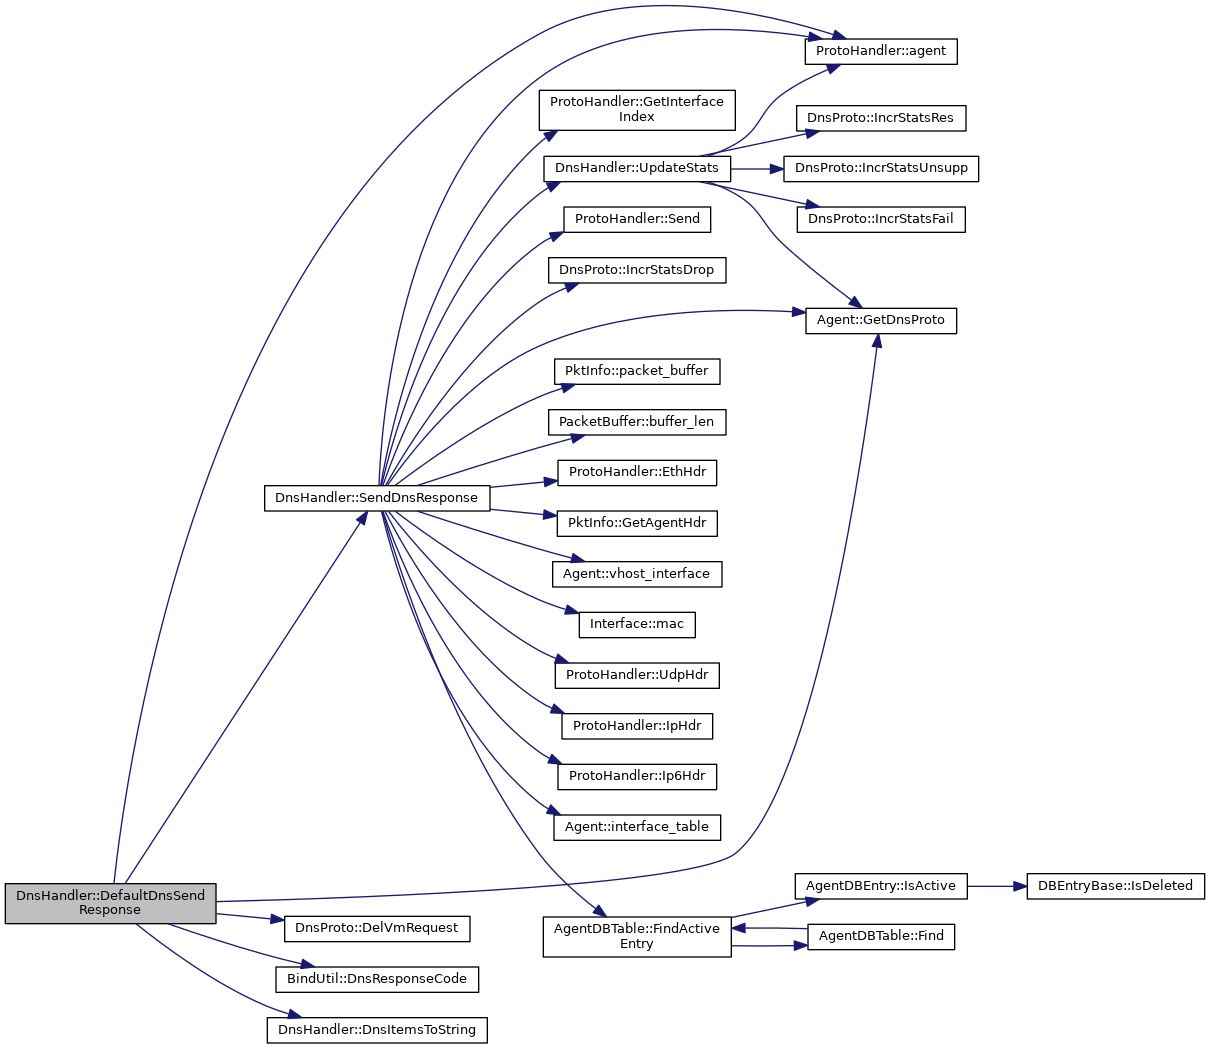 ProtoHandler::agent
ProtoHandler::GetInterface
Index
DnsProto::IncrStatsRes
DnsHandler::UpdateStats
DnsProto::IncrStatsUnsupp
ProtoHandler::Send
DnsProto::IncrStatsFail
DnsProto::IncrStatsDrop
Agent::GetDnsProto
PktInfo::packet_buffer
PacketBuffer::buffer_len
ProtoHandler::EthHdr
DnsHandler::SendDnsResponse
PktInfo::GetAgentHdr
Agent::vhost_interface
Interface::mac
ProtoHandler::UdpHdr
ProtoHandler::IpHdr
ProtoHandler::Ip6Hdr
Agent::interface_table
DnsHandler::DefaultDnsSend
Response
AgentDBEntry::IsActive
DBEntryBase::IsDeleted
DnsProto::DelVmRequest
AgentDBTable::FindActive
Entry
AgentDBTable::Find
BindUtil::DnsResponseCode
DnsHandler::DnsItemsToString